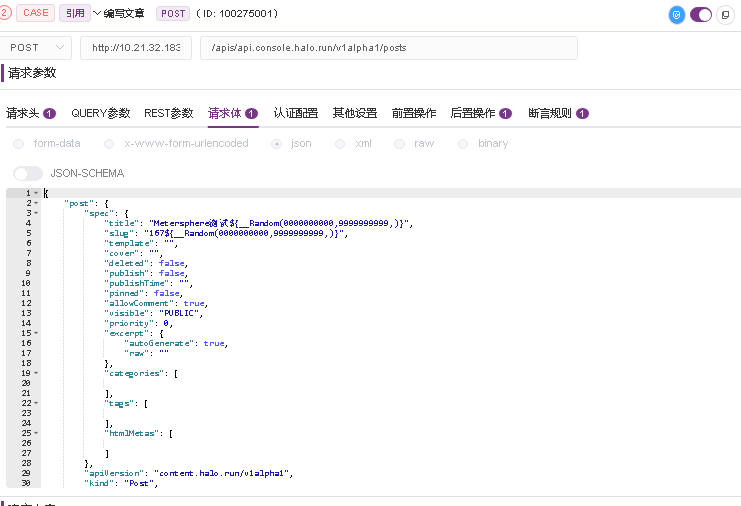 2 CASE 引用 编写文章 POST ( ID: 100275001)
POST http://10.21.32.183 /apis/api.console.halo.run/v1alpha1/posts
请求参数
请求头 1 QUERY参数 REST参数 请求体 1 认证配置 其他设置 前置操作 后置操作 1 断言规则 1
form-data x-www-form-urlencoded json xml raw binary
JSON-SCHEMA
1 {
2 "post": {
3 "spec": {
4 "title": "Metersphere测试${__Random(0000000000,9999999999,)}",
5 "slug": "167${__Random(0000000000,9999999999,)}",
6 "template": "",
7 "cover": "",
8 "deleted": false,
9 "publish": false,
10 "publishTime": "",
11 "pinned": false,
12 "allowComment": true,
13 "visible": "PUBLIC",
14 "priority": 0,
15 "excerpt": {
16 "autoGenerate": true,
17 "raw": ""
18 },
19 "categories": [
20
21 ],
22 "tags": [
23
24 ],
25 "htmlMetas": [
26
27 ]
28 },
29 "apiVersion": "content.halo.run/v1alpha1",
30 "kind": "Post",